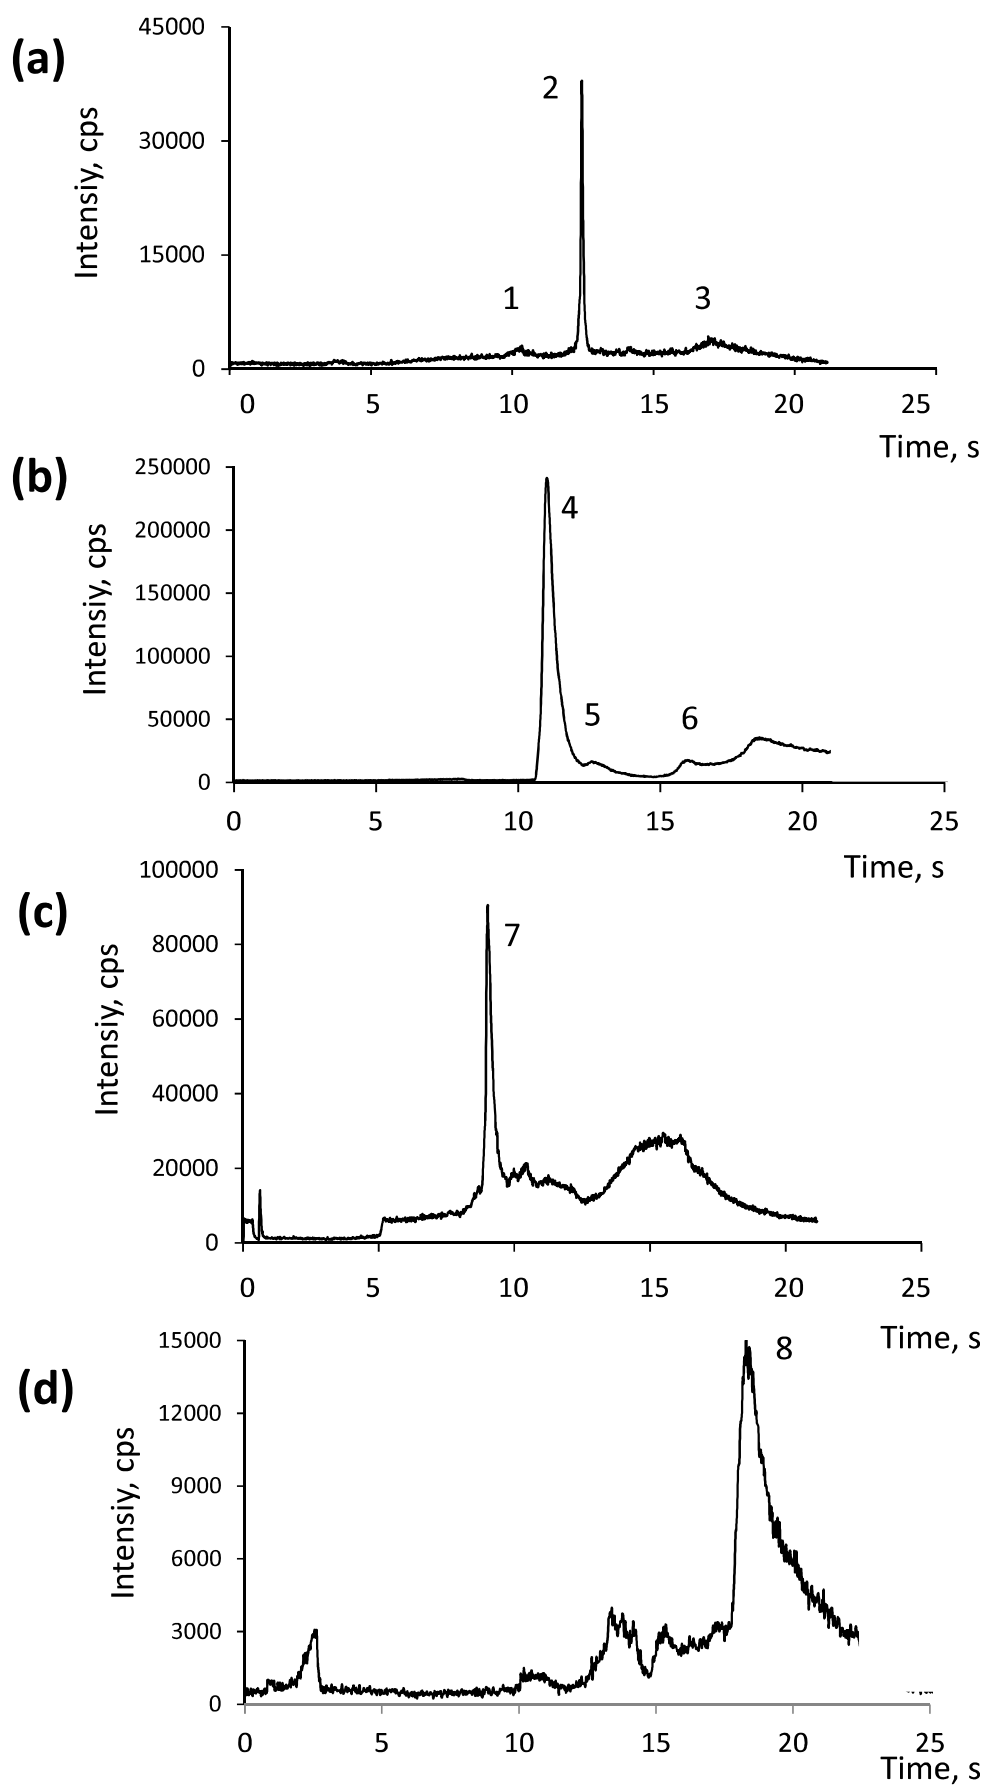 (a)
Intensiy, cps
45000
30000
15000
0
1
2
3
0 5 10 15 20 25
Time, s
(b)
Intensiy, cps
250000
200000
150000
100000
50000
0
4
5
6
0 5 10 15 20 25
Time, s
(c)
Intensiy, cps
100000
80000
60000
40000
20000
0
7
0 5 10 15 20 25
Time, s
(d)
Intensiy, cps
15000
12000
9000
6000
3000
0
8
0 5 10 15 20 25
Time, s